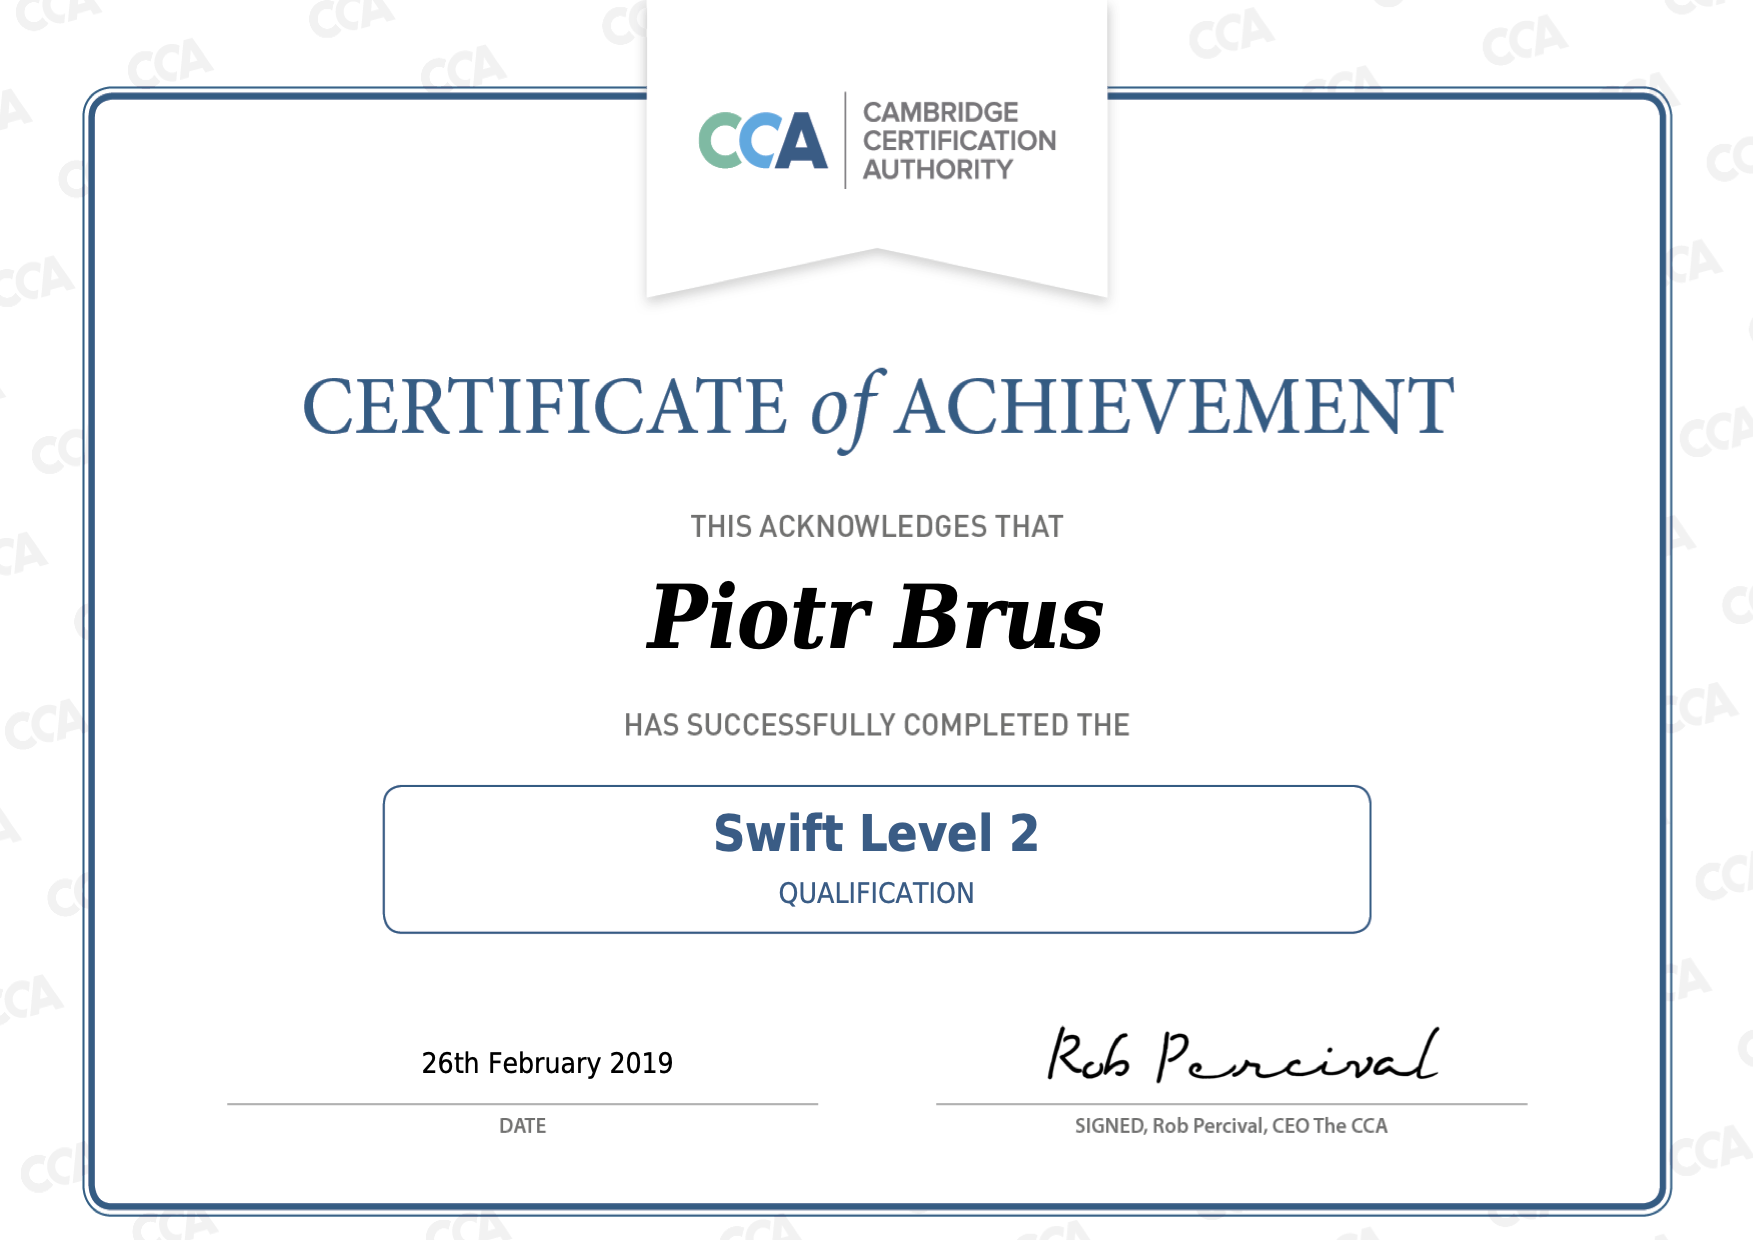 CCA
CAMBRIDGE
CERTIFICATION
AUTHORITY
CERTIFICATE of ACHIEVEMENT
THIS ACKNOWLEDGES THAT
Piotr Brus
HAS SUCCESSFULLY COMPLETED THE
Swift Level 2
QUALIFICATION
26th February 2019
Rob Percival
DATE
SIGNED, Rob Percival, CEO The CCA